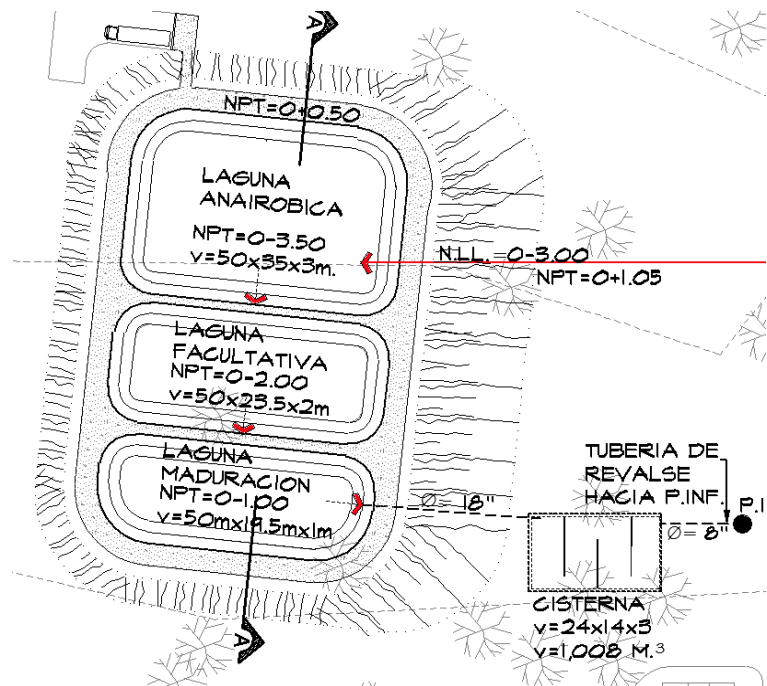 A
NPT=0+0.50
LAGUNA
ANAIROBICA
NPT=0-3.50
v=50x35x3m.
N.LL.=0-3.00
NPT=0+1.05
LAGUNA
FACULTATIVA
NPT=0-2.00
v=50x23.5x2m
LAGUNA
MADURACION
NPT=0-1.00
v=50mx19.5mx1m
Ø= 18"
TUBERIA DE
REVALSE
HACIA P.INF.
P.I
Ø= 8"
CISTERNA
v=24x14x3
v=1,008 M.³
A